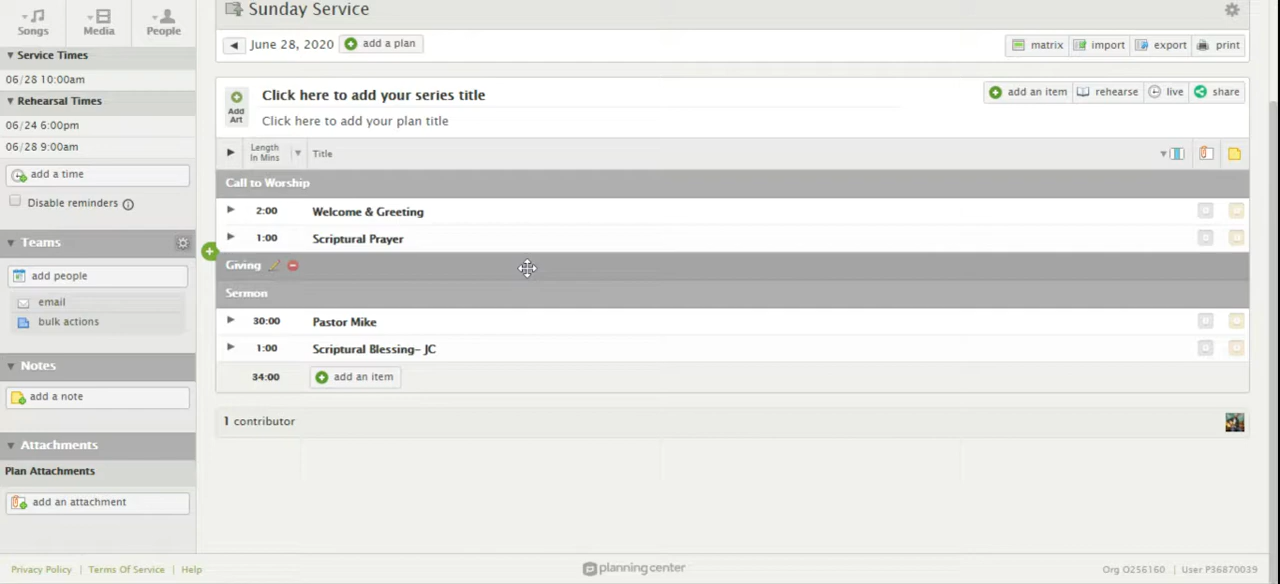 Sunday Service
Songs
Media
People
June 28, 2020
add a plan
matrix
import
export
print
Service Times
06/28 10:00am
Rehearsal Times
06/24 6:00pm
06/28 9:00am
add a time
Disable reminders
Teams
add people
email
bulk actions
Notes
add a note
Attachments
Plan Attachments
add an attachment
Add
Art
Click here to add your series title
Click here to add your plan title
add an item
rehearse
live
share
Length
In Mins
Title
Call to Worship
2:00 Welcome & Greeting
1:00 Scriptural Prayer
Giving
Sermon
30:00 Pastor Mike
1:00 Scriptural Blessing- JC
34:00 add an item
1 contributor
Privacy Policy | Terms Of Service | Help
planning center
Org O256160 | User P36870039